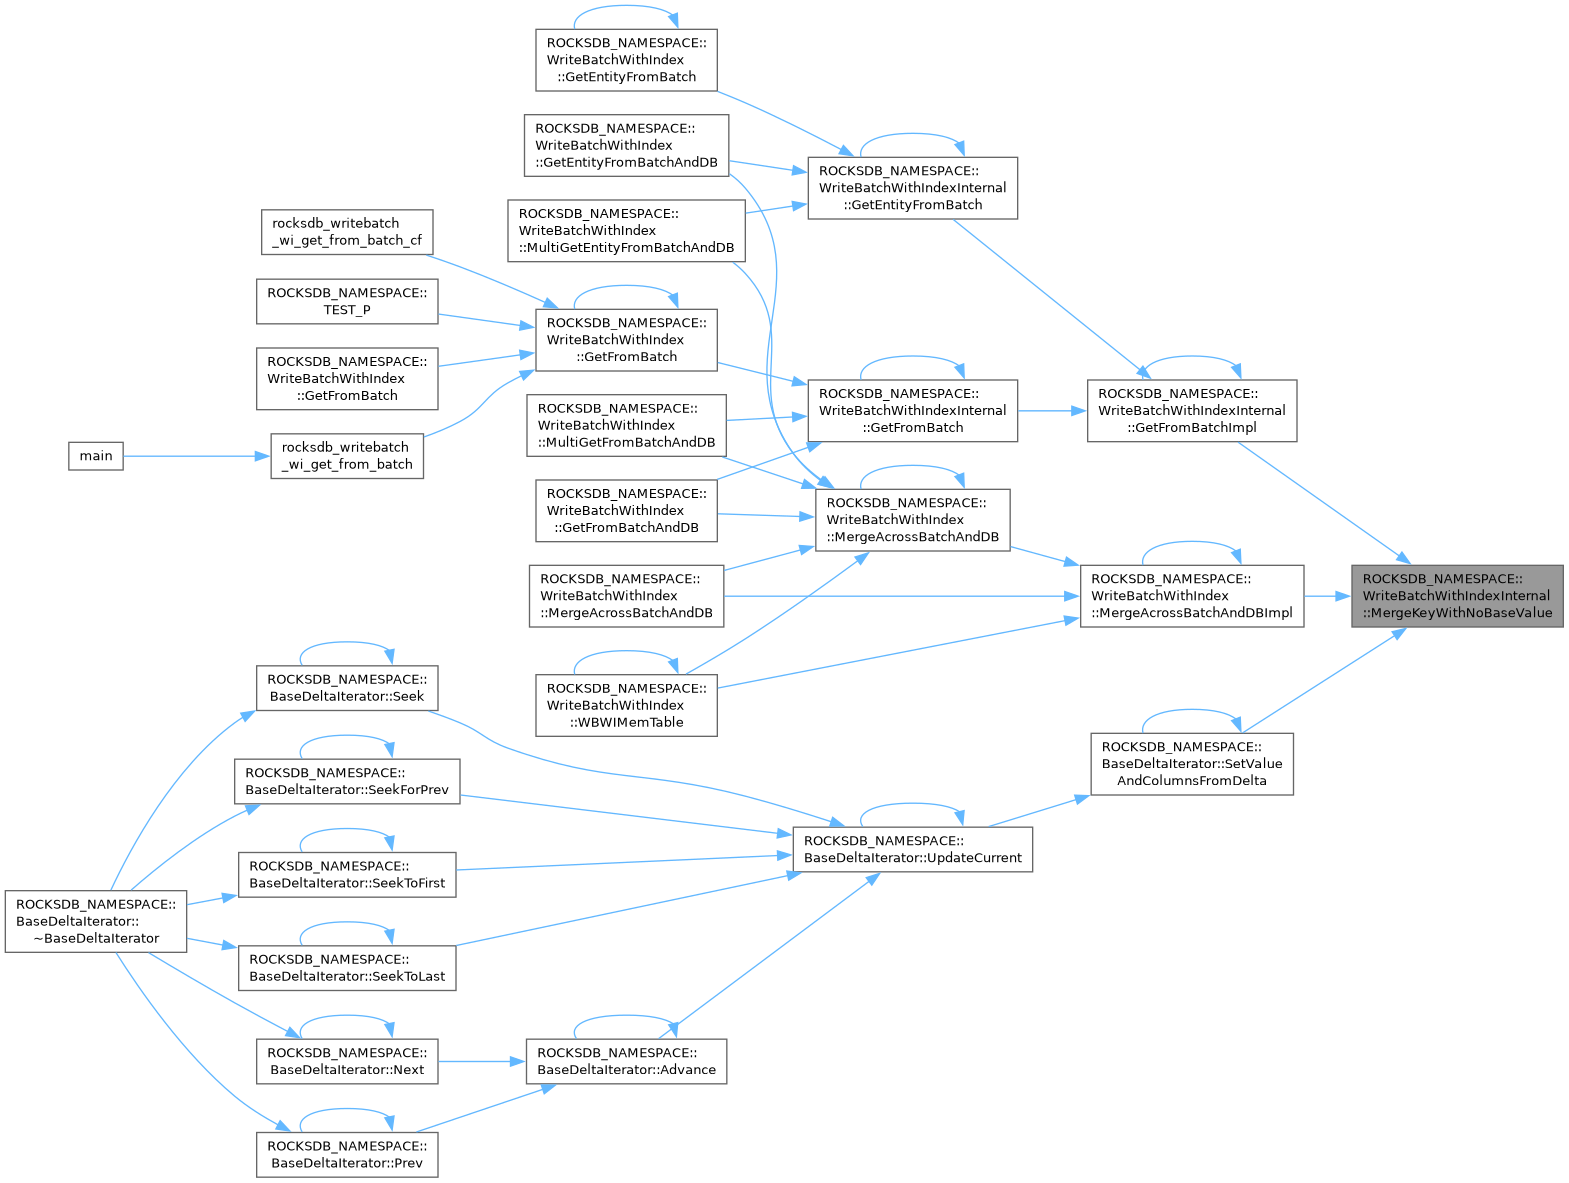 ROCKSDB_NAMESPACE::
WriteBatchWithIndex
::GetEntityFromBatch
ROCKSDB_NAMESPACE::
WriteBatchWithIndex
::GetEntityFromBatchAndDB
ROCKSDB_NAMESPACE::
WriteBatchWithIndexInternal
::GetEntityFromBatch
ROCKSDB_NAMESPACE::
WriteBatchWithIndex
::MultiGetEntityFromBatchAndDB
rocksdb_writebatch
_wi_get_from_batch_cf
ROCKSDB_NAMESPACE::
TEST_P
ROCKSDB_NAMESPACE::
WriteBatchWithIndex
::GetFromBatch
ROCKSDB_NAMESPACE::
WriteBatchWithIndex
::GetFromBatch
ROCKSDB_NAMESPACE::
WriteBatchWithIndexInternal
::GetFromBatch
ROCKSDB_NAMESPACE::
WriteBatchWithIndexInternal
::GetFromBatchImpl
ROCKSDB_NAMESPACE::
WriteBatchWithIndex
::MultiGetFromBatchAndDB
main
rocksdb_writebatch
_wi_get_from_batch
ROCKSDB_NAMESPACE::
WriteBatchWithIndex
::GetFromBatchAndDB
ROCKSDB_NAMESPACE::
WriteBatchWithIndex
::MergeAcrossBatchAndDB
ROCKSDB_NAMESPACE::
WriteBatchWithIndex
::MergeAcrossBatchAndDB
ROCKSDB_NAMESPACE::
WriteBatchWithIndex
::MergeAcrossBatchAndDBImpl
ROCKSDB_NAMESPACE::
WriteBatchWithIndexInternal
::MergeKeyWithNoBaseValue
ROCKSDB_NAMESPACE::
WriteBatchWithIndex
::WBWIMemTable
ROCKSDB_NAMESPACE::
BaseDeltaIterator::Seek
ROCKSDB_NAMESPACE::
BaseDeltaIterator::SetValue
AndColumnsFromDelta
ROCKSDB_NAMESPACE::
BaseDeltaIterator::SeekForPrev
ROCKSDB_NAMESPACE::
BaseDeltaIterator::UpdateCurrent
ROCKSDB_NAMESPACE::
BaseDeltaIterator::SeekToFirst
ROCKSDB_NAMESPACE::
BaseDeltaIterator::
~BaseDeltaIterator
ROCKSDB_NAMESPACE::
BaseDeltaIterator::SeekToLast
ROCKSDB_NAMESPACE::
BaseDeltaIterator::Next
ROCKSDB_NAMESPACE::
BaseDeltaIterator::Advance
ROCKSDB_NAMESPACE::
BaseDeltaIterator::Prev